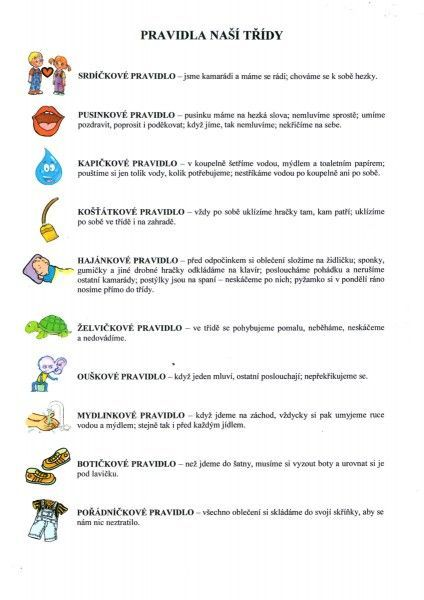 PRAVIDLA NAŠÍ TŘÍDY
SRDÍČKOVÉ PRAVIDLO – jsme kamarádi a máme se rádi; chováme se k sobě hezky.
PUSINKOVÉ PRAVIDLO – pusinku máme na hezká slova; nemluvíme sprostě; umíme
pozdravit, poprosit i poděkovat; když jíme, tak nemluvíme; nekřičíme na sebe.
KAPIČKOVÉ PRAVIDLO – v koupelně šetříme vodou, mýdlem a toaletním papírem;
pouštíme si jen tolik vody, kolik potřebujeme; nestříkáme vodou po koupelně ani po sobě.
KOŠŤÁTKOVÉ PRAVIDLO – vždy po sobě uklízíme hračky tam, kam patří; uklízíme
po sobě ve třídě i na zahradě.
HAJÁNKOVÉ PRAVIDLO – před odpočinkem si oblečení složíme na židličku; sponky,
gumičky a jiné drobné hračky odkládáme na klavír; posloucháme pohádku a nerušíme
ostatní kamarády; postýlky jsou na spaní – neskáčeme po nich; pyžamko si v pondělí ráno
nosíme přímo do třídy.
ŽELVIČKOVÉ PRAVIDLO – ve třídě se pohybujeme pomalu, neběháme, neskáčeme
a nedovádíme.
OUŠKOVÉ PRAVIDLO – když jeden mluví, ostatní poslouchají; nepřekřikujeme se.
MYDLINKOVÉ PRAVIDLO – když jdeme na záchod, vždycky si pak umyjeme ruce
vodou a mýdlem; stejně tak i před každým jídlem.
BOTIČKOVÉ PRAVIDLO – než jdeme do šatny, musíme si vyzout boty a urovnat si je
pod lavičku.
POŘÁDNÍČKOVÉ PRAVIDLO – všechno oblečení si skládáme do svojí skříňky, aby se
nám nic neztratilo.